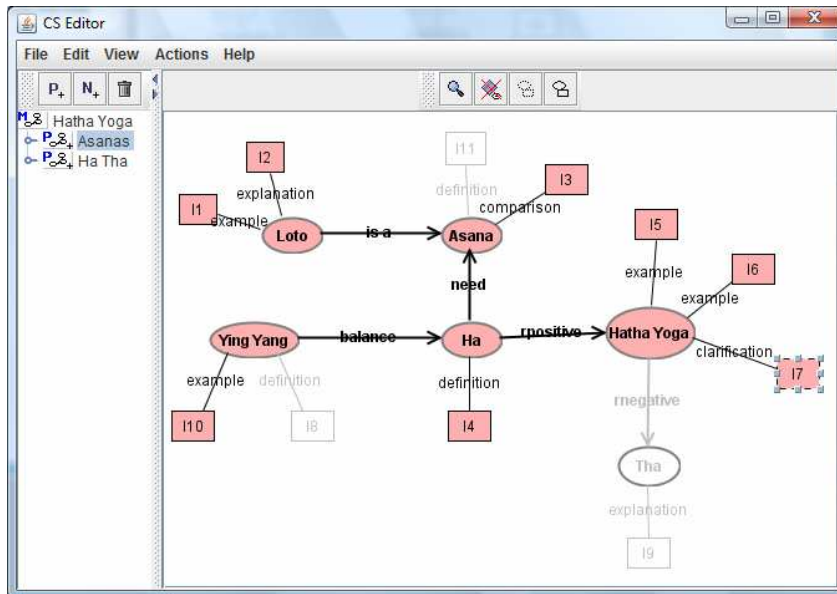 CS Editor
File Edit View Actions Help
P+ N+
M Hatha Yoga
P+ Asanas
P+ Ha Tha
I11
definition
I2
explanation
I3
comparison
I1
example
Loto
is a
Asana
I5
example
I6
example
need
Ying Yang
balance
Ha
rpositive
Hatha Yoga
clarification
I7
example
definition
definition
rnegative
I10
I8
I4
Tha
explanation
I9